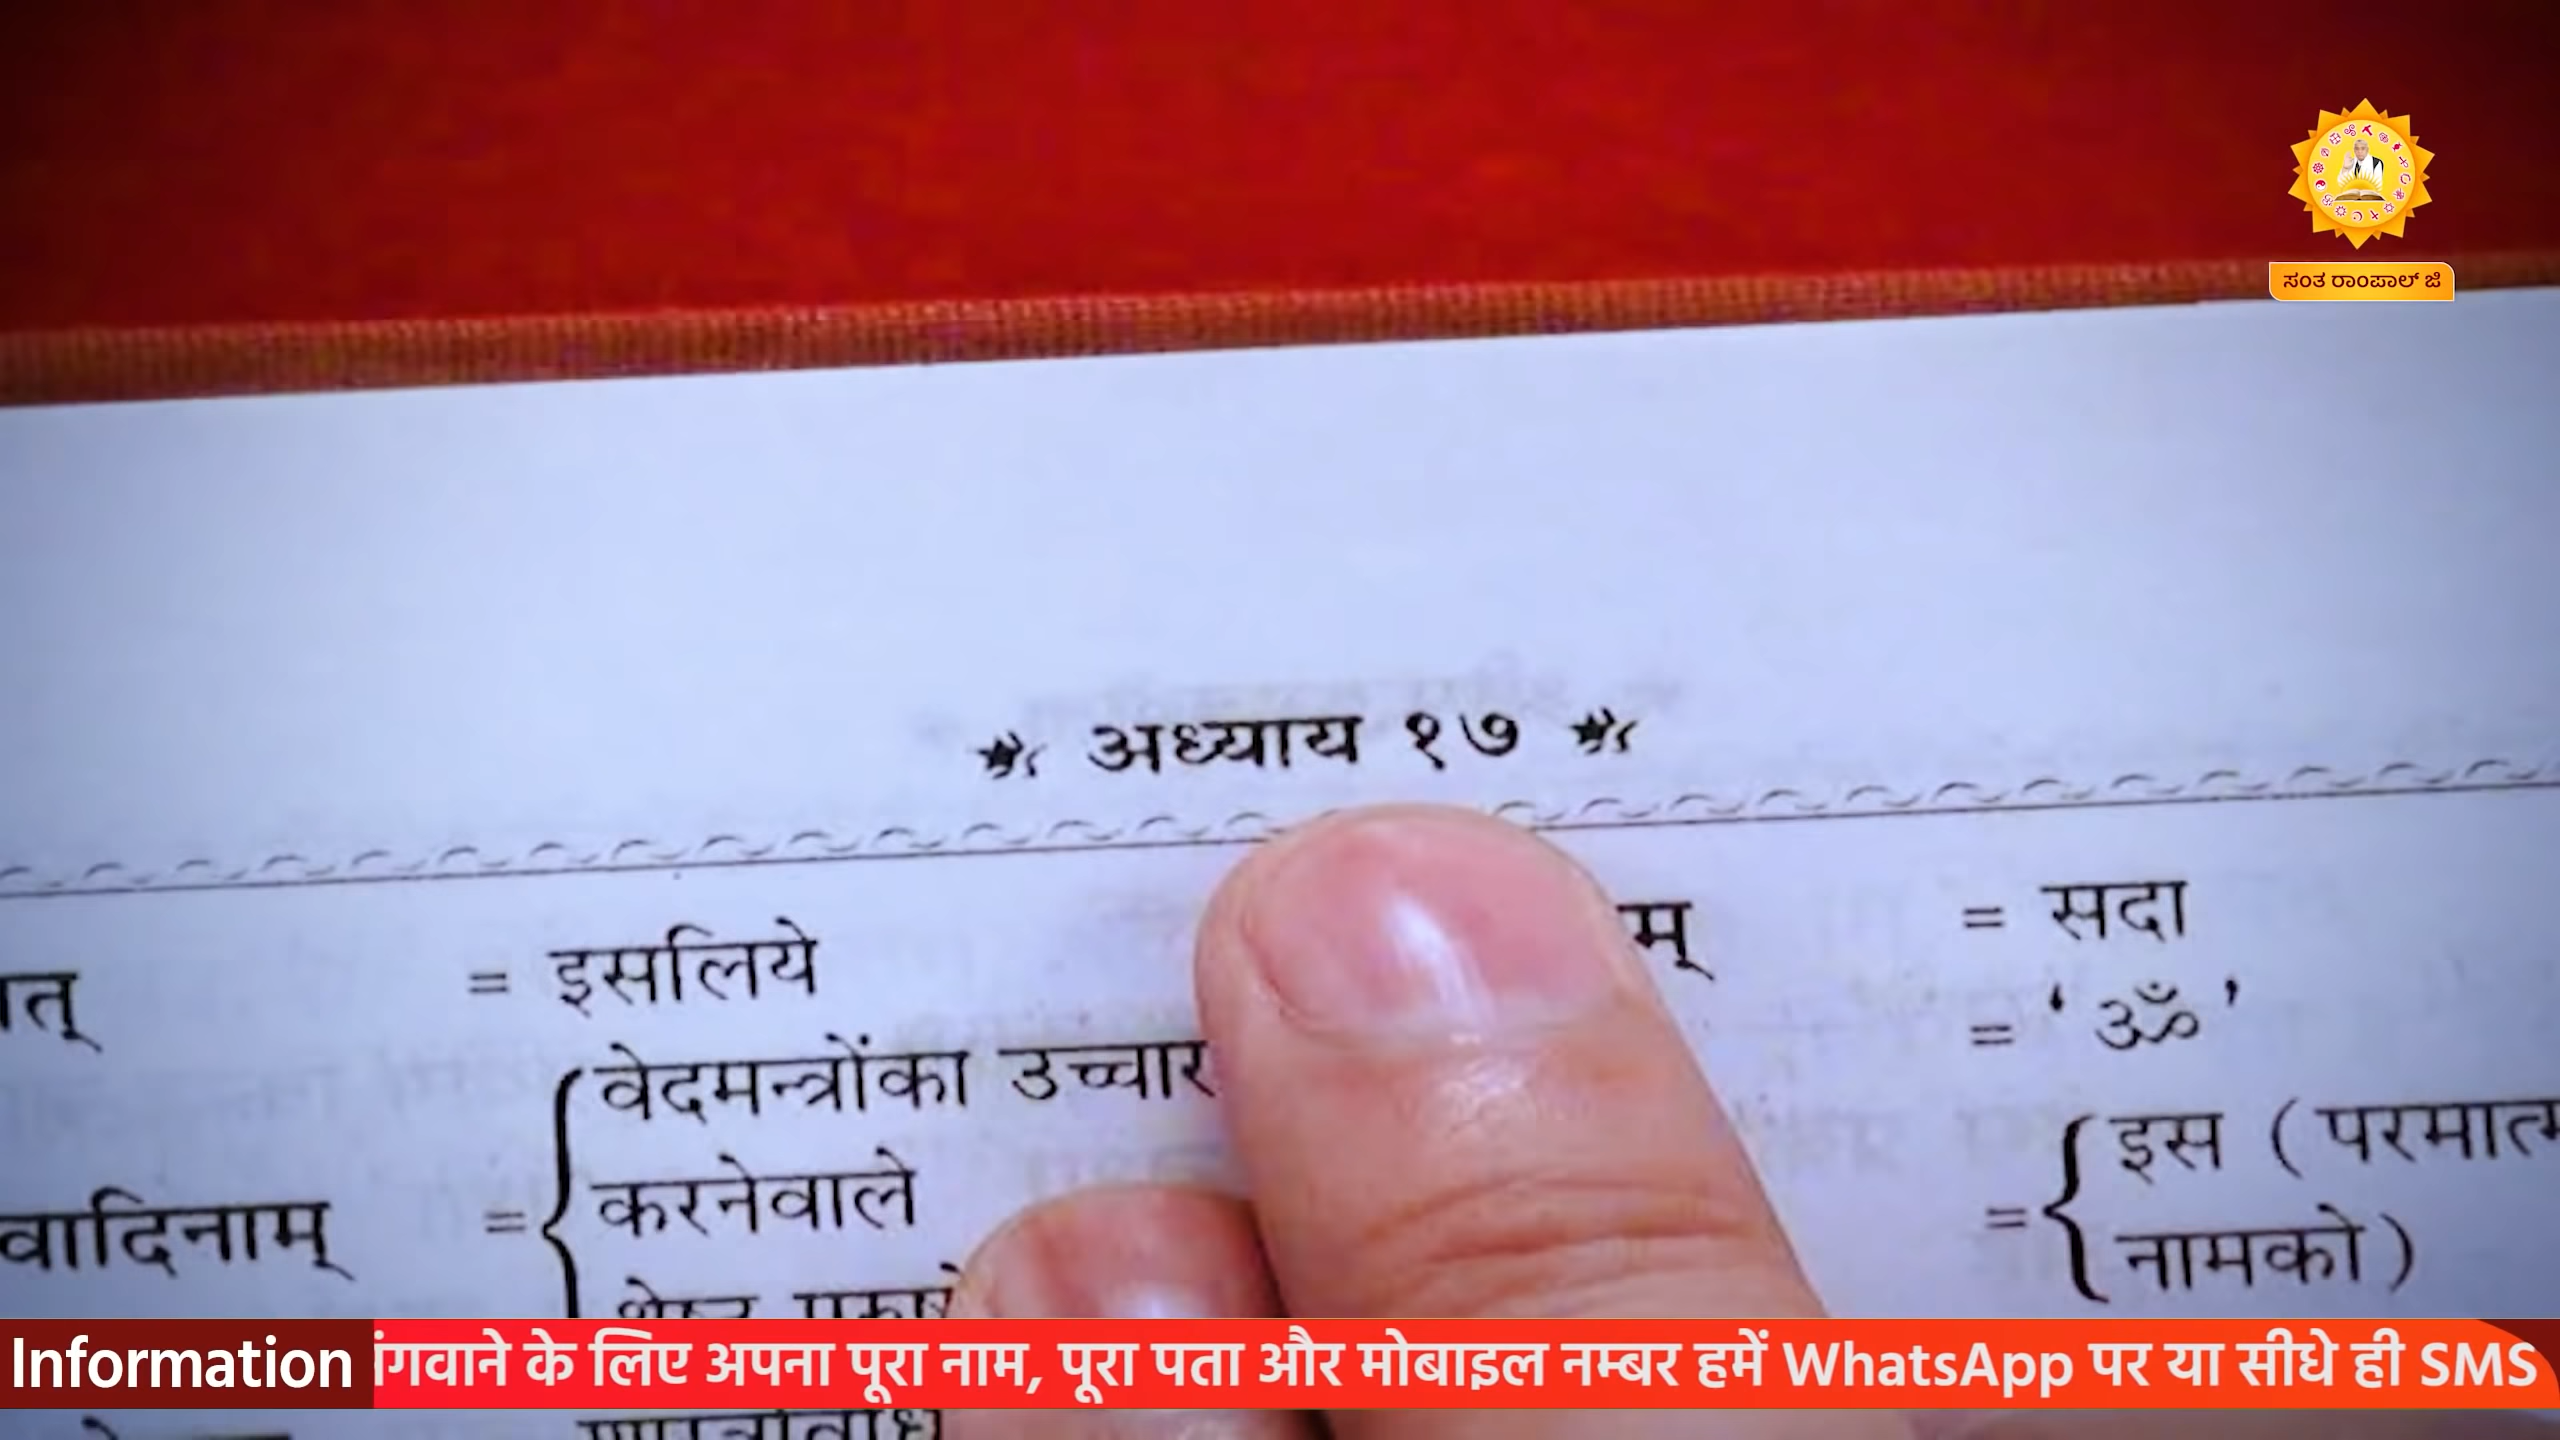 ಸಂತ ರಾಂಪಾಲ್ ಜಿ
* अध्याय १७ *
= इसलिये
= सदा
= ' ॐ '
वेदमन्त्रोंका उच्चार
= { इस ( परमात्म
वादिनाम् = { करनेवाले
नामको )
Information
ंगवाने के लिए अपना पूरा नाम, पूरा पता और मोबाइल नम्बर हमें WhatsApp पर या सीधे ही SMS